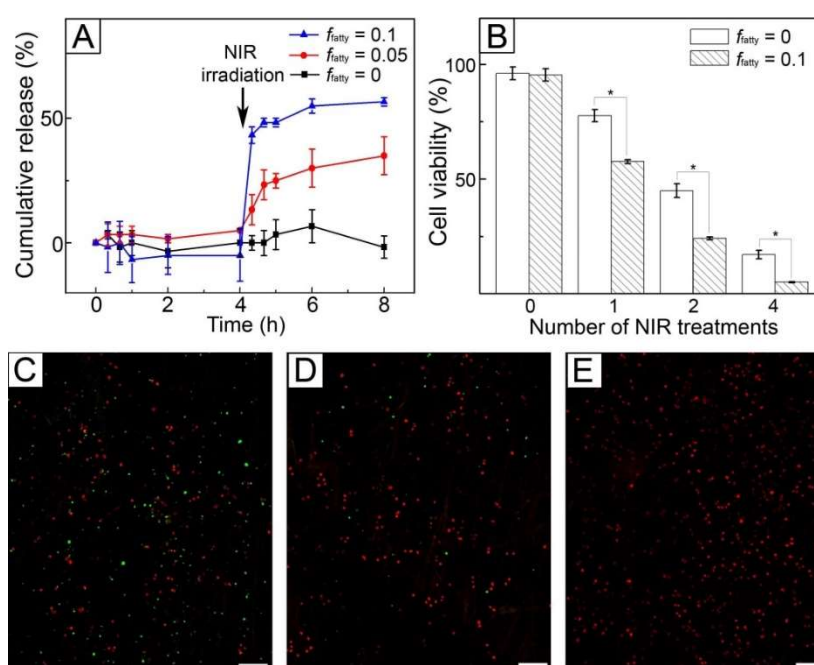 A
NIR
irradiation
f_fatty = 0.1
f_fatty = 0.05
f_fatty = 0
50
0
Cumulative release (%)
0 2 4 6 8
Time (h)
B
f_fatty = 0
f_fatty = 0.1
100
50
Cell viability (%)
* * *
0 1 2 4
Number of NIR treatments
C D E